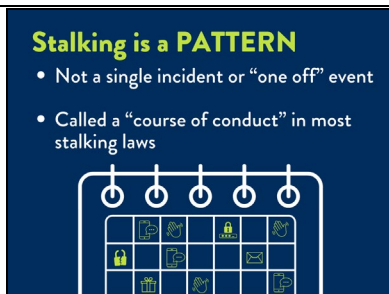 Stalking is a PATTERN
• Not a single incident or “one off” event
• Called a “course of conduct” in most
stalking laws